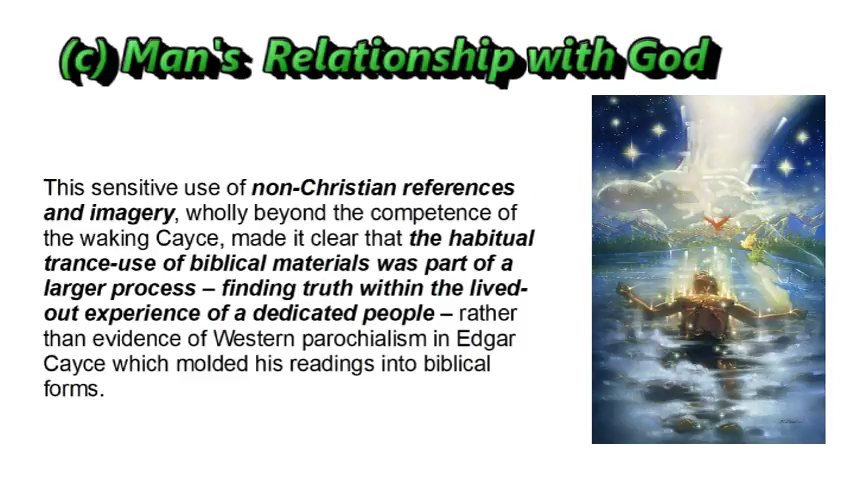 (c) Man's Relationship with God
This sensitive use of non-Christian references
and imagery, wholly beyond the competence of
the waking Cayce, made it clear that the habitual
trance-use of biblical materials was part of a
larger process – finding truth within the lived-
out experience of a dedicated people – rather
than evidence of Western parochialism in Edgar
Cayce which molded his readings into biblical
forms.